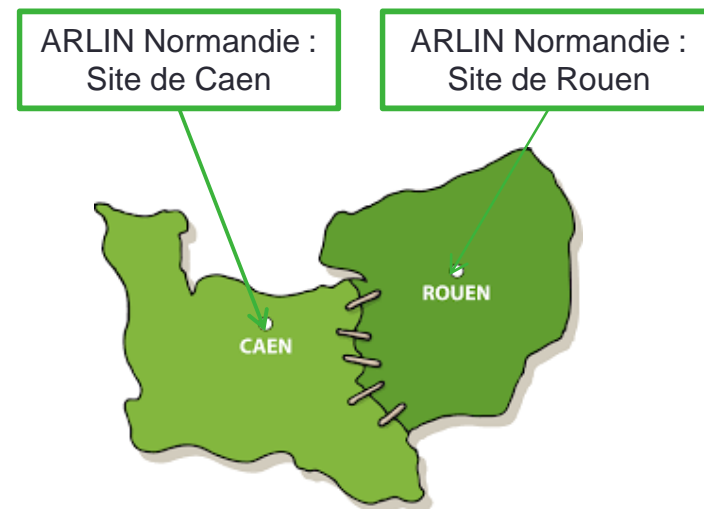 ARLIN Normandie :
Site de Caen
ARLIN Normandie :
Site de Rouen
ROUEN
CAEN